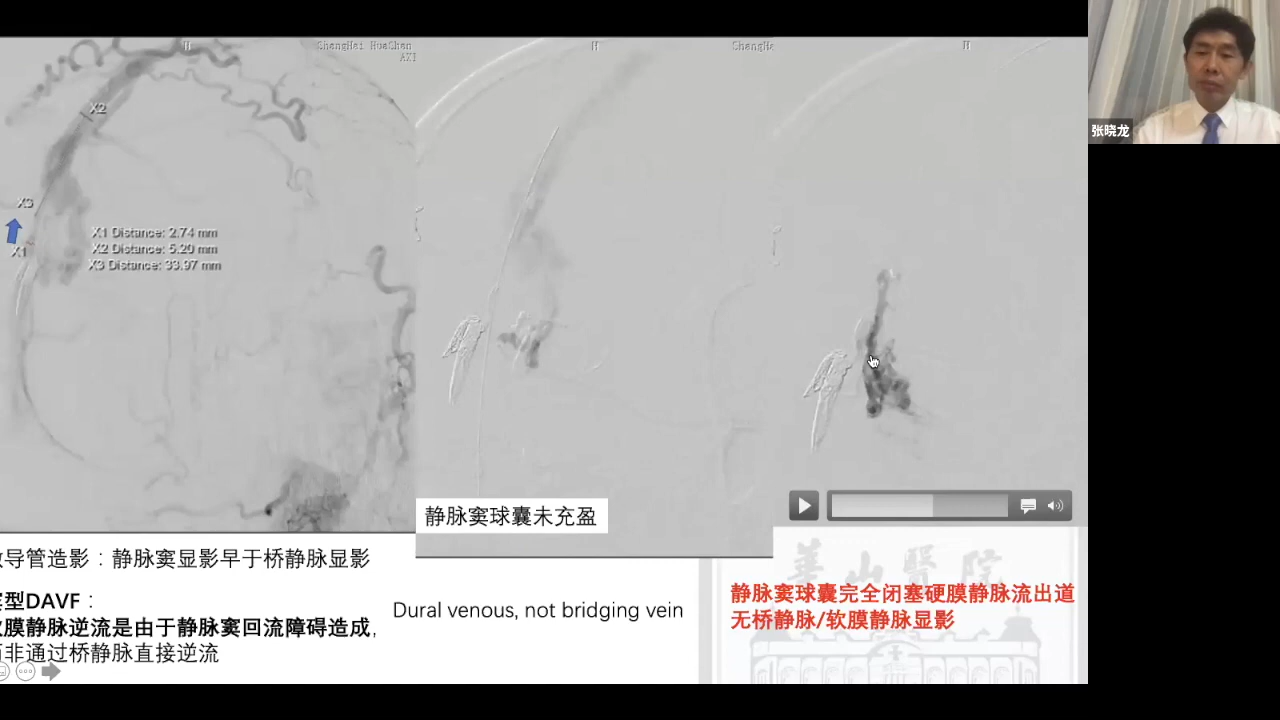 H
ShangHai HuaShan
AXI
H
ShangHa
H
X2
X3
X1
X1 Distance: 2.74 mm
X2 Distance: 5.20 mm
X3 Distance: 33.97 mm
张晓龙
静脉窦球囊未充盈
导管造影：静脉窦显影早于桥静脉显影
型DAVF：
膜静脉逆流是由于静脉窦回流障碍造成，
非通过桥静脉直接逆流
Dural venous, not bridging vein
華山醫院
静脉窦球囊完全闭塞硬膜静脉流出道
无桥静脉/软膜静脉显影